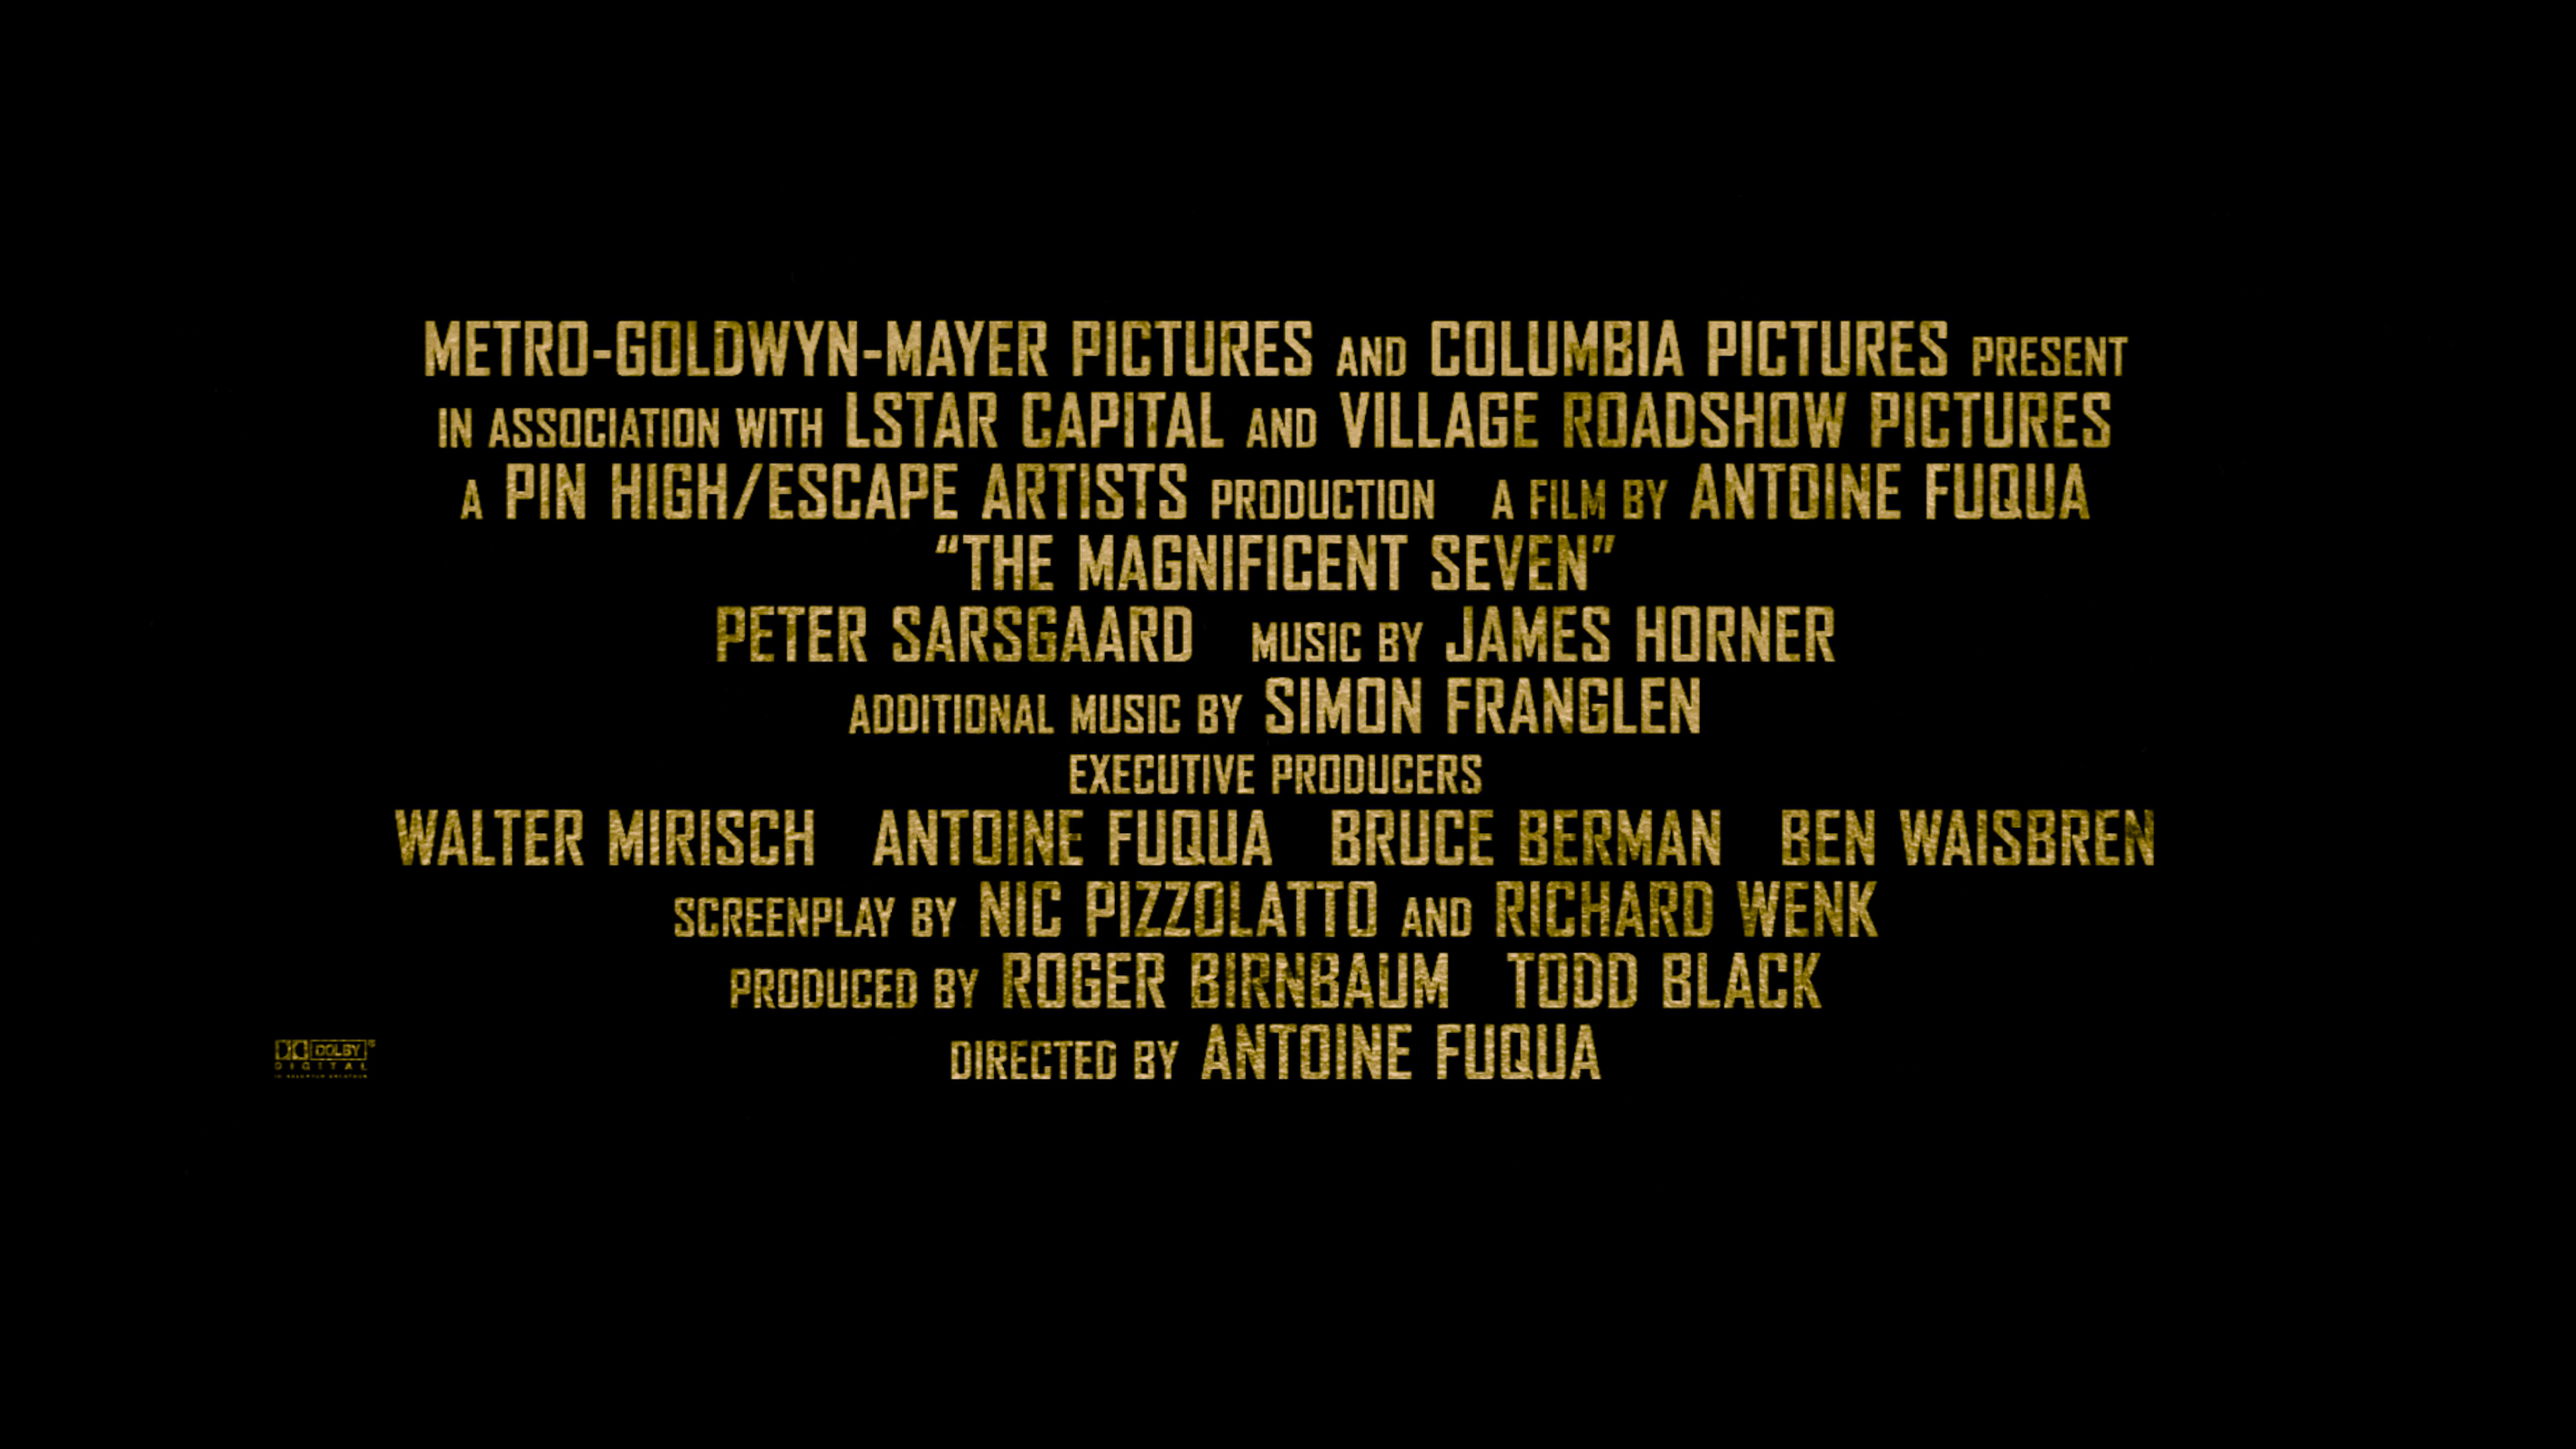 METRO-GOLDWYN-MAYER PICTURES AND COLUMBIA PICTURES PRESENT
IN ASSOCIATION WITH LSTAR CAPITAL AND VILLAGE ROADSHOW PICTURES
A PIN HIGH/ESCAPE ARTISTS PRODUCTION A FILM BY ANTOINE FUQUA
“THE MAGNIFICENT SEVEN”
PETER SARSGAARD MUSIC BY JAMES HORNER
ADDITIONAL MUSIC BY SIMON FRANGLEN
EXECUTIVE PRODUCERS
WALTER MIRISCH ANTOINE FUQUA BRUCE BERMAN BEN WAISBREN
SCREENPLAY BY NIC PIZZOLATTO AND RICHARD WENK
PRODUCED BY ROGER BIRNBAUM TODD BLACK
DIRECTED BY ANTOINE FUQUA
DOLBY
DIGITAL